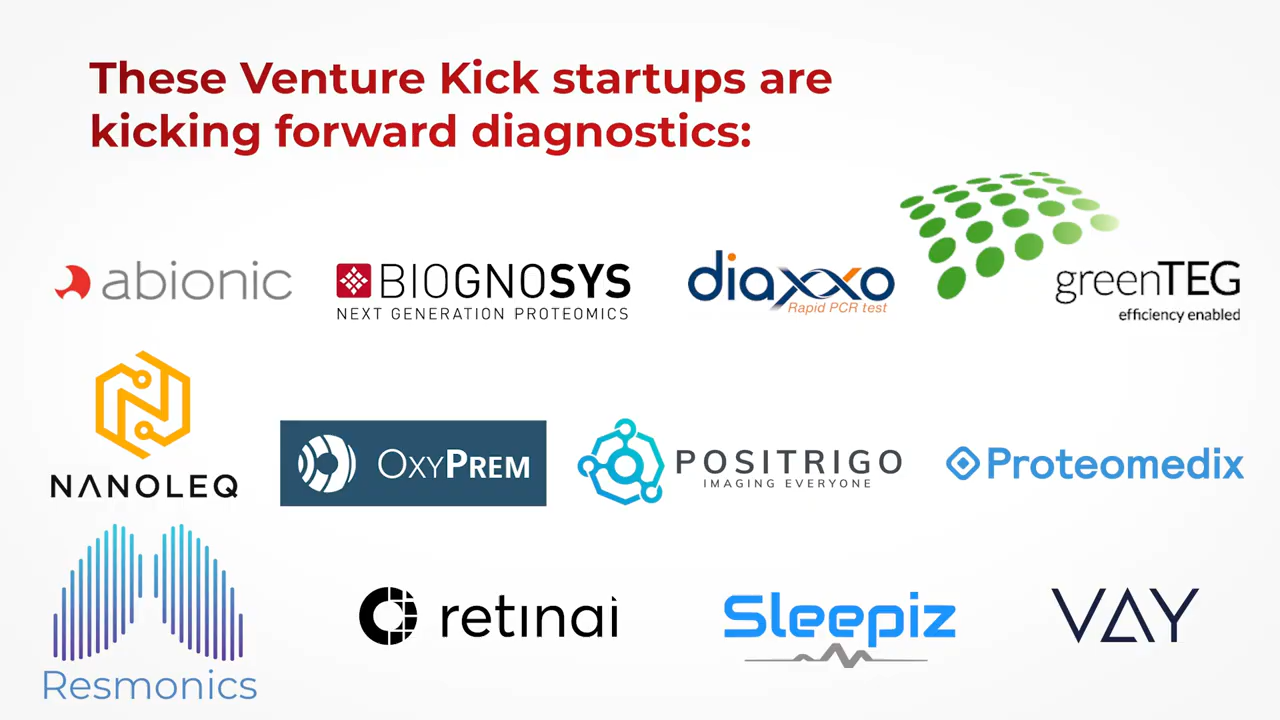 These Venture Kick startups are
kicking forward diagnostics:
abionic
BIOGNOSYS
NEXT GENERATION PROTEOMICS
diaxxo
Rapid PCR test
greenTEG
efficiency enabled
NANOLEQ
OXYPREM
POSITRIGO
IMAGING EVERYONE
Proteomedix
Resmonics
retinai
Sleepiz
VAY